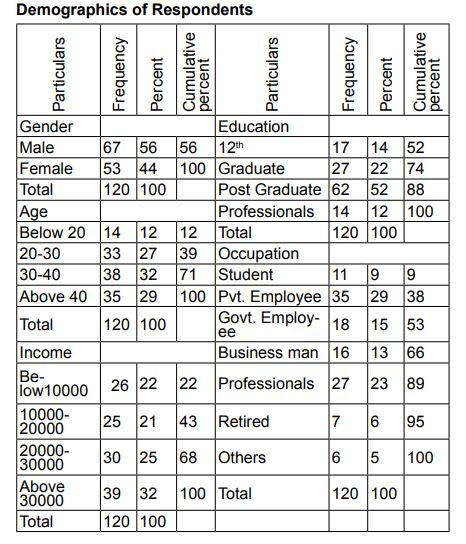 Demographics of Respondents
Particulars Frequency Percent Cumulative percent Particulars Frequency Percent Cumulative percent
Gender Education
Male 67 56 56 12th 17 14 52
Female 53 44 100 Graduate 27 22 74
Total 120 100 Post Graduate 62 52 88
Age Professionals 14 12 100
Below 20 14 12 12 Total 120 100
20-30 33 27 39 Occupation
30-40 38 32 71 Student 11 9 9
Above 40 35 29 100 Pvt. Employee 35 29 38
Total 120 100 Govt. Employ-
ee 18 15 53
Income Business man 16 13 66
Be-
low10000 26 22 22 Professionals 27 23 89
10000-
20000 25 21 43 Retired 7 6 95
20000-
30000 30 25 68 Others 6 5 100
Above
30000 39 32 100 Total 120 100
Total 120 100